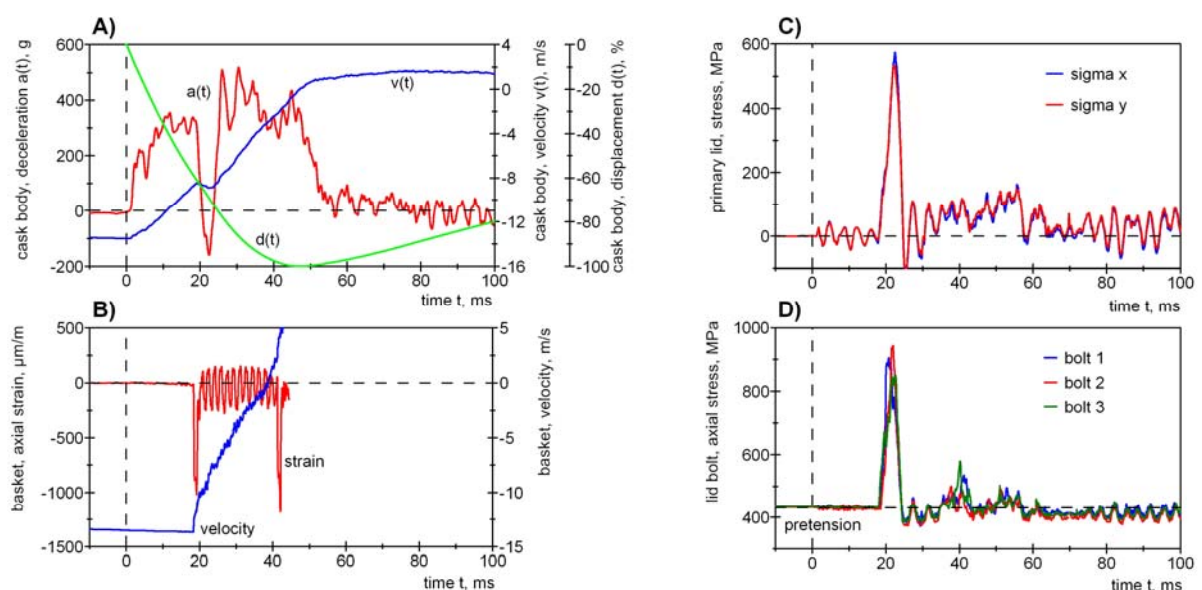 A)
cask body, deceleration a(t), g
600
400
200
0
-200
a(t)
v(t)
d(t)
4
0
-4
-8
-12
-16
cask body, velocity v(t), m/s
0
-20
-40
-60
-80
-100
cask body, displacement d(t), %
0 20 40 60 80 100
time t, ms
B)
basket, axial strain, µm/m
500
0
-500
-1000
-1500
strain
velocity
5
0
-5
-10
-15
basket, velocity, m/s
0 20 40 60 80 100
time t, ms
C)
primary lid, stress, MPa
600
400
200
0
sigma x
sigma y
0 20 40 60 80 100
time t, ms
D)
lid bolt, axial stress, MPa
1000
800
600
400
bolt 1
bolt 2
bolt 3
pretension
0 20 40 60 80 100
time t, ms